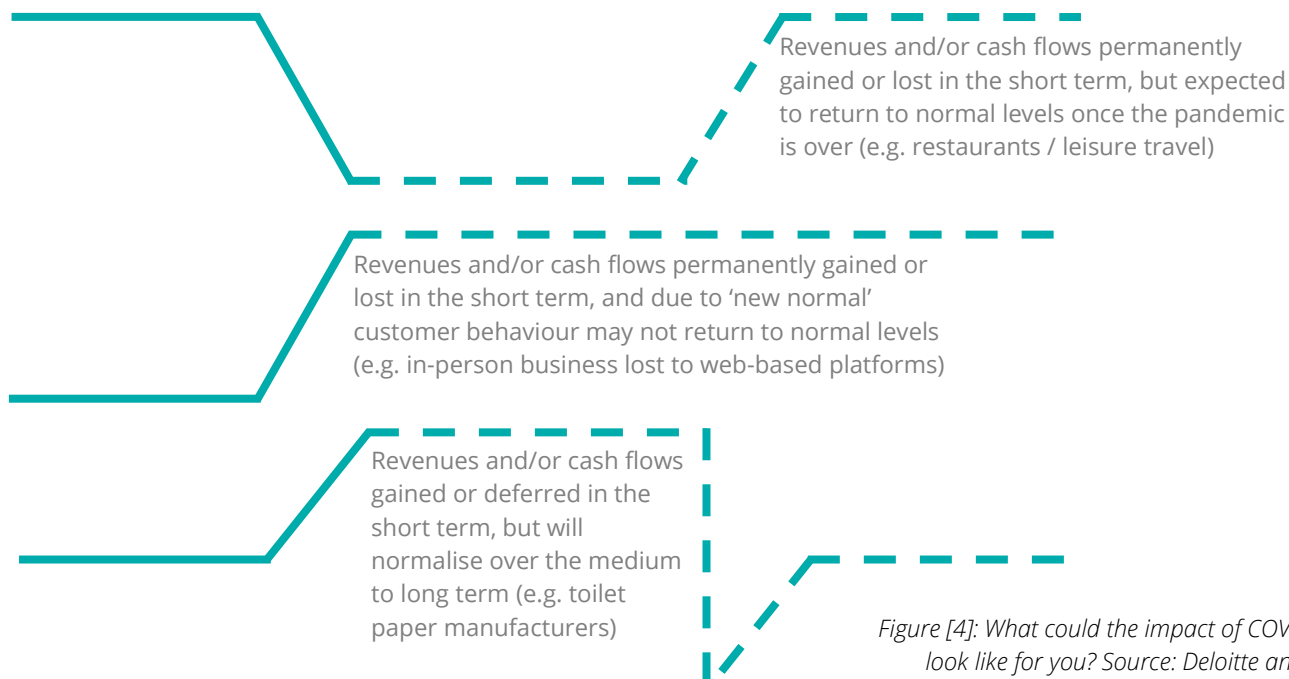 Revenues and/or cash flows permanently
gained or lost in the short term, but expected
to return to normal levels once the pandemic
is over (e.g. restaurants / leisure travel)
Revenues and/or cash flows permanently gained or
lost in the short term, and due to ‘new normal’
customer behaviour may not return to normal levels
(e.g. in-person business lost to web-based platforms)
Revenues and/or cash flows
gained or deferred in the
short term, but will
normalise over the medium
to long term (e.g. toilet
paper manufacturers)
Figure [4]: What could the impact of COV
look like for you? Source: Deloitte an